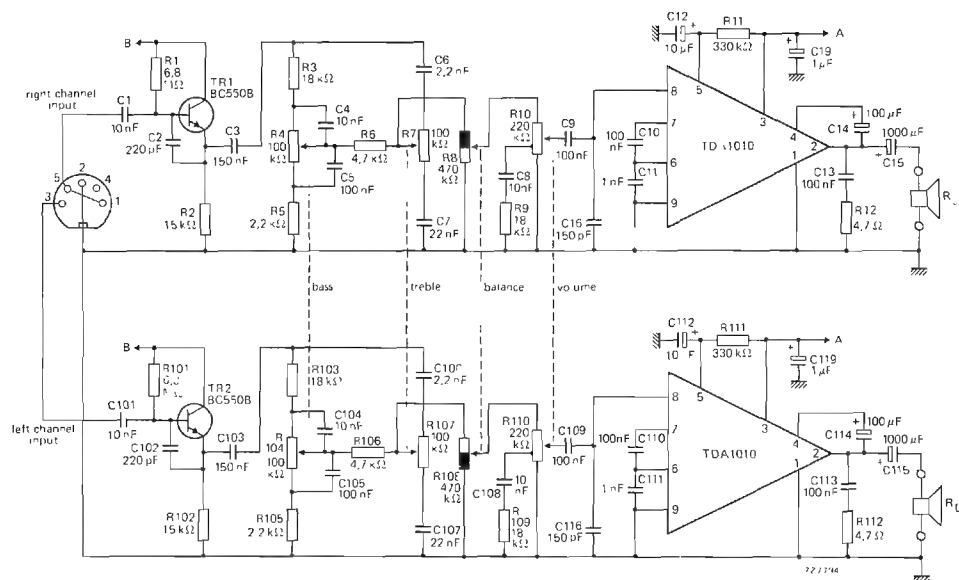 B
R1
6,8
TR1
BC550B
right channel
input
C1
10 nF
C2
220 pF
C3
150 nF
R2
15 kΩ
R3
18 kΩ
R4
100
kΩ
C4
10 nF
C5
100 nF
R5
2,2 kΩ
R6
4,7 kΩ
C6
2,2 nF
R7
100
kΩ
R8
470
kΩ
C7
22 nF
R10
220
kΩ
C8
10nF
R9
18
kΩ
C9
100 nF
C16
150 pF
C10
100
nF
C11
1 nF
C12
10 µF
R11
330 kΩ
A
C19
1 µF
5
8
7
6
9
3
4
2
1
100 µF
C14
1000 µF
C15
C13
100 nF
R12
4,7 Ω
5
2
4
3
1
bass
treble
balance
volume
B
R101
TR2
BC550B
left channel
input
C101
10 nF
C102
220 pF
C103
150 nF
R102
15 kΩ
R103
18 kΩ
R
104
100
kΩ
C104
10 nF
C105
100 nF
R105
2.2 kΩ
R106
4,7 kΩ
2,2 nF
R107
100
kΩ
470
kΩ
C107
22 nF
R110
220
kΩ
10
nF
C108
R
109
18
kΩ
C109
100 nF
C116
150 pF
100nF
C110
C111
1 nF
C112
R111
330 kΩ
A
C119
1 µF
5
8
7
6
9
3
4
2
1
TDA1010
100 µF
C114
1000 µF
C115
C113
100 nF
R112
4,7 Ω